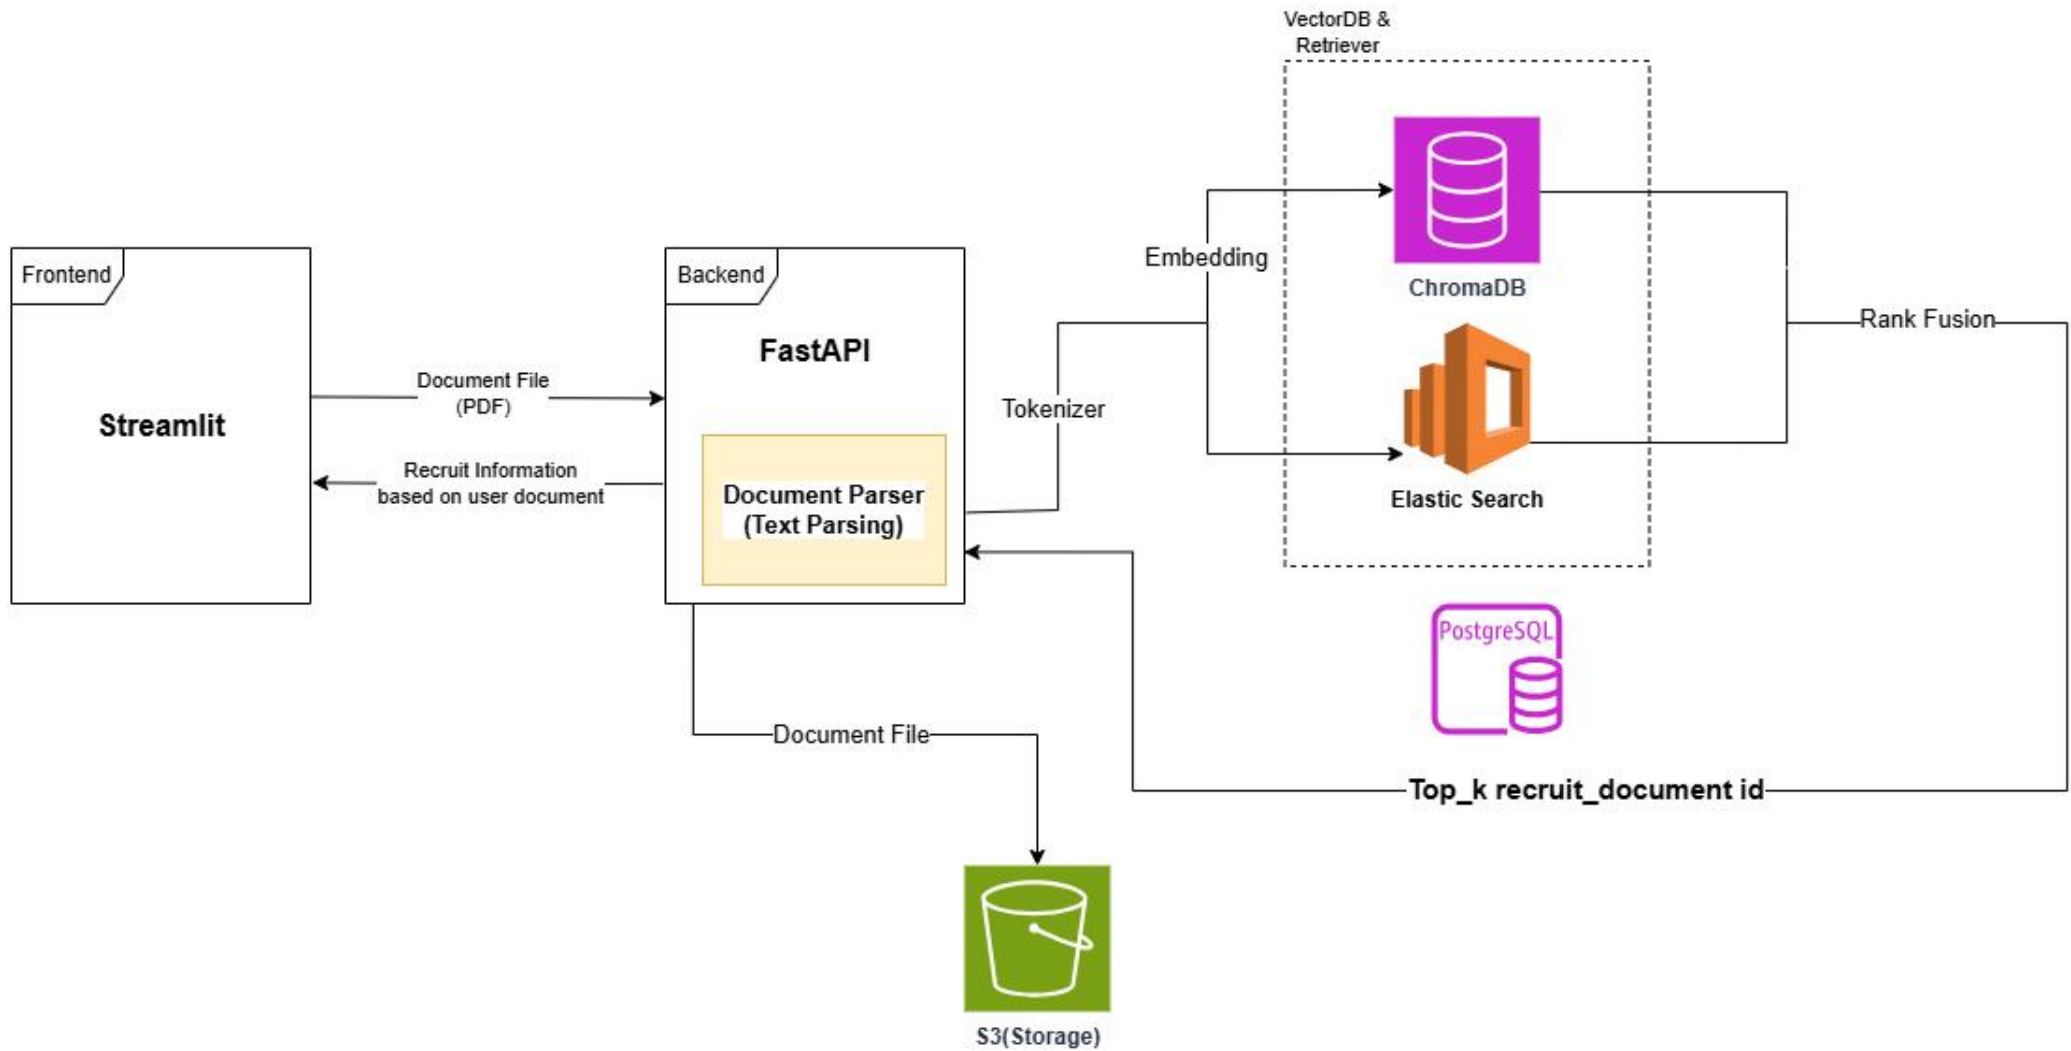 VectorDB &
Retriever
Frontend
Streamlit
Document File
(PDF)
Recruit Information
based on user document
Backend
FastAPI
Document Parser
(Text Parsing)
Tokenizer
Embedding
ChromaDB
Elastic Search
Rank Fusion
PostgreSQL
Top_k recruit_document id
Document File
S3(Storage)